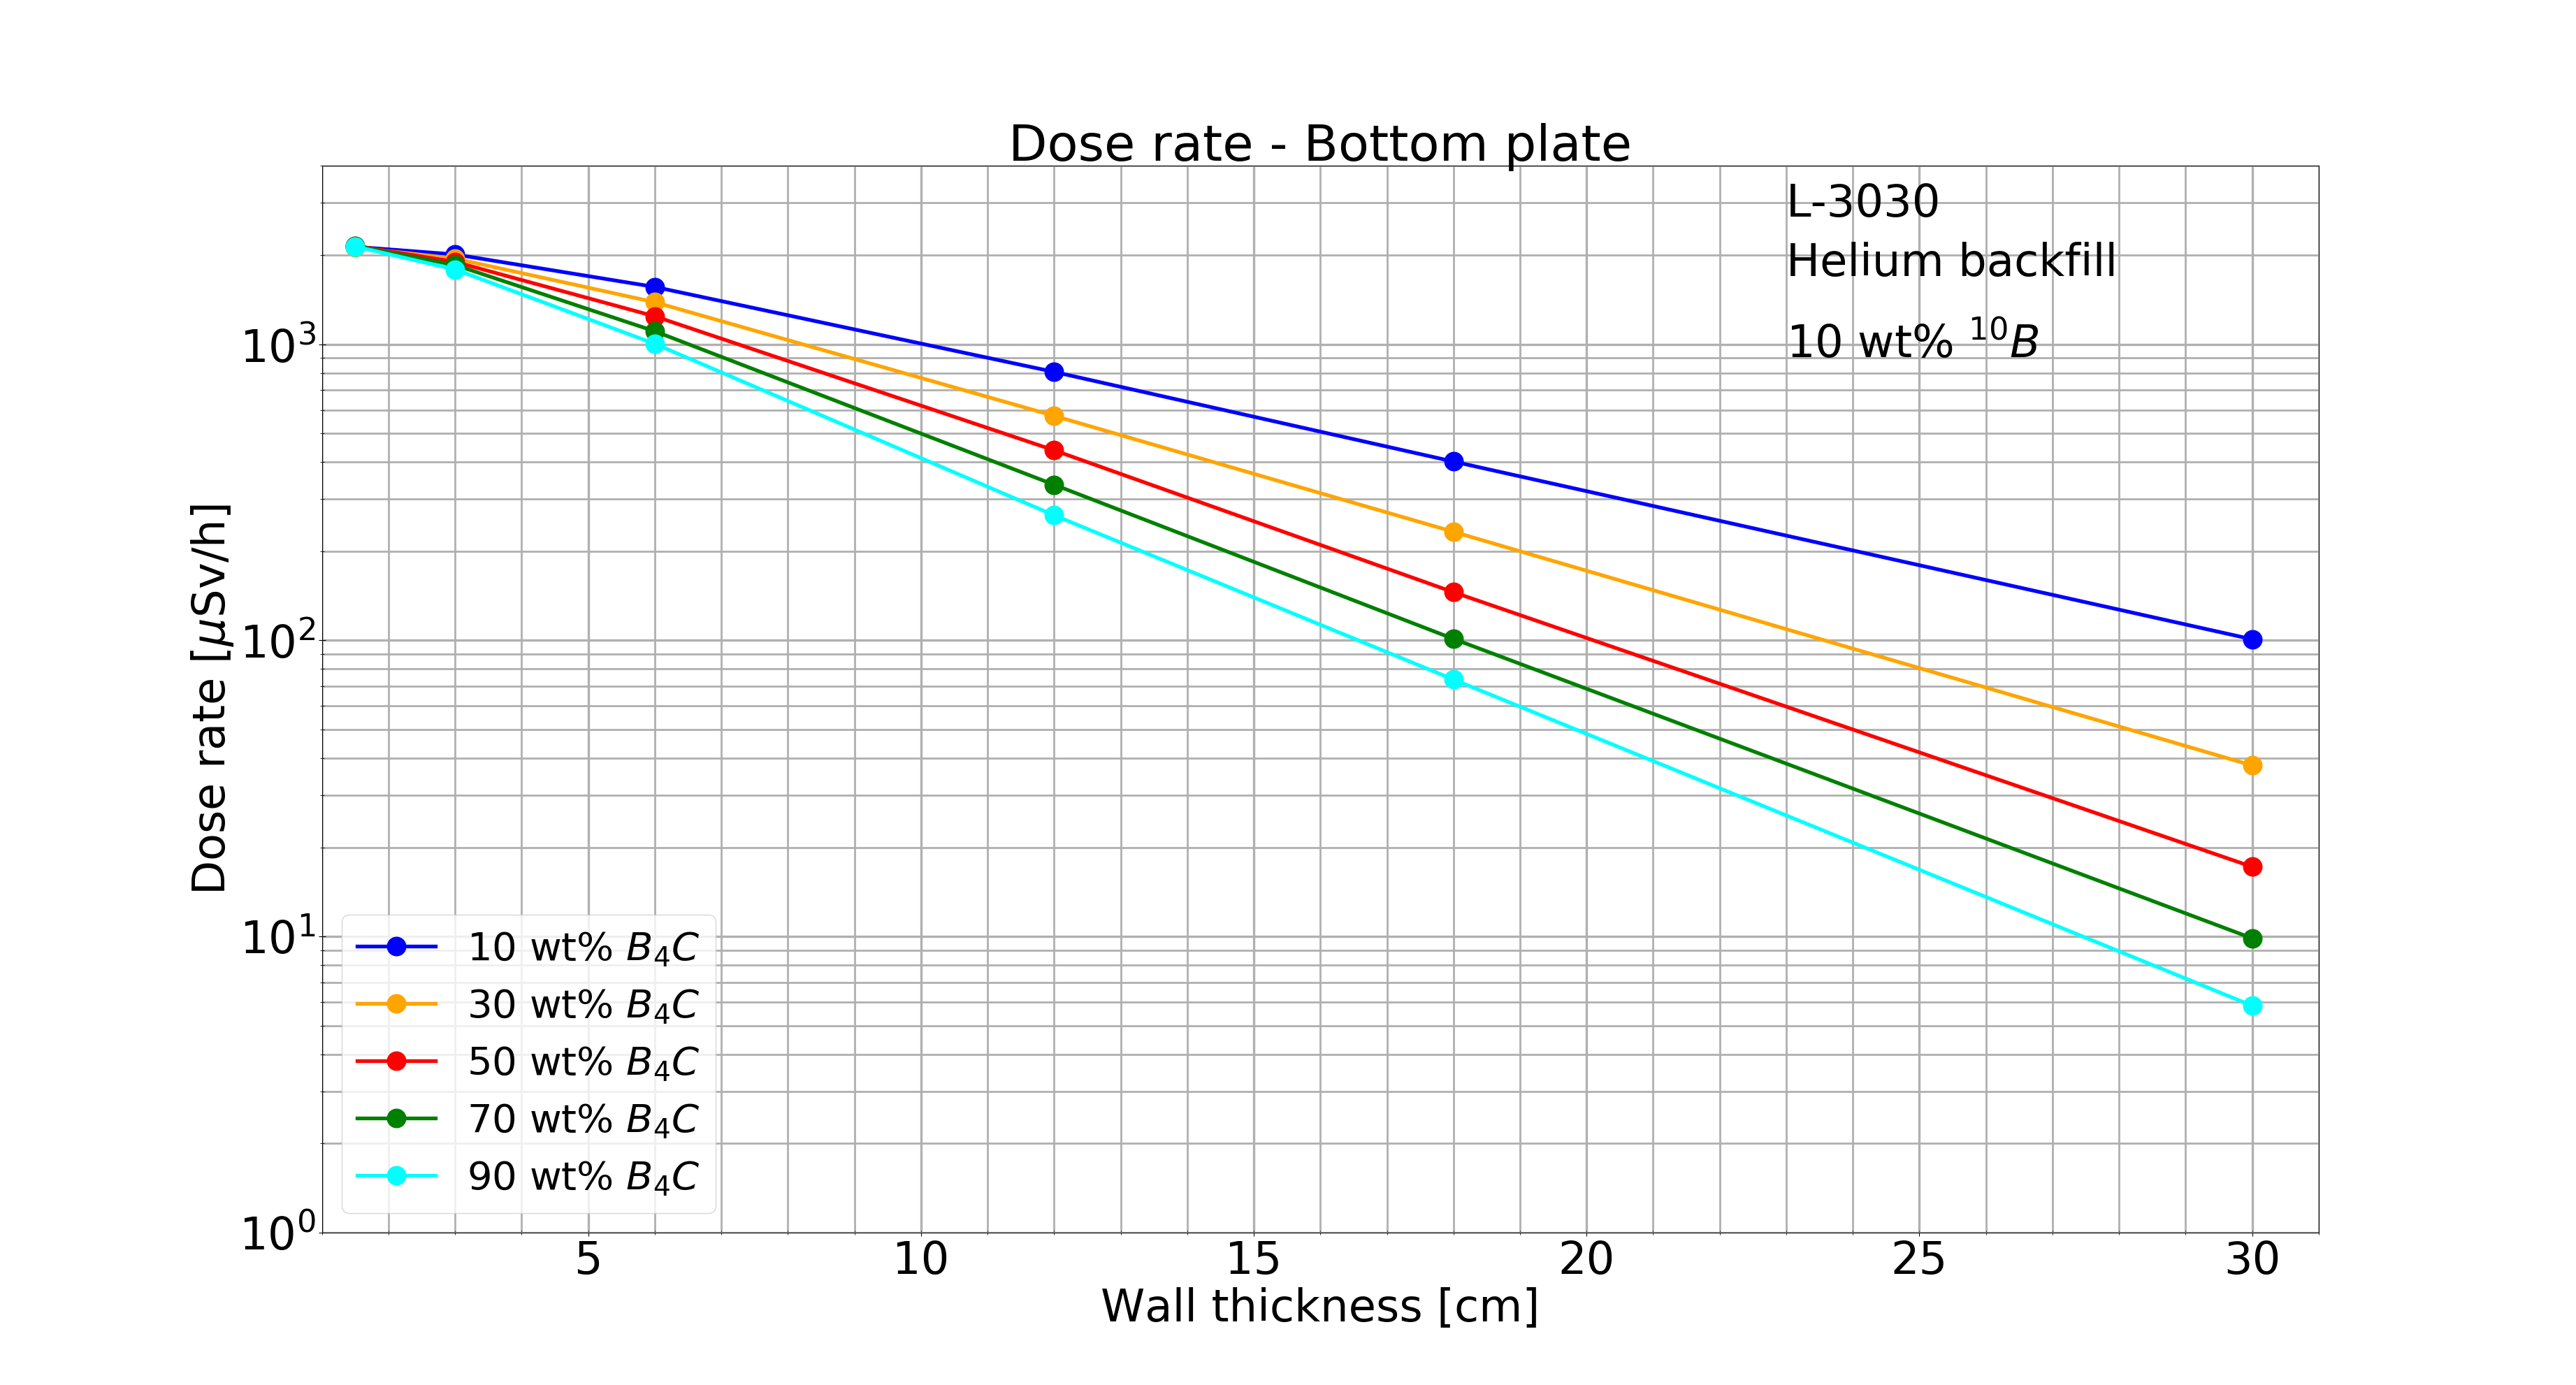 Dose rate - Bottom plate
L-3030
Helium backfill
10 wt% ¹⁰B
Dose rate [μSv/h]
10³
10²
10¹
10⁰
10 wt% B₄C
30 wt% B₄C
50 wt% B₄C
70 wt% B₄C
90 wt% B₄C
5 10 15 20 25 30
Wall thickness [cm]